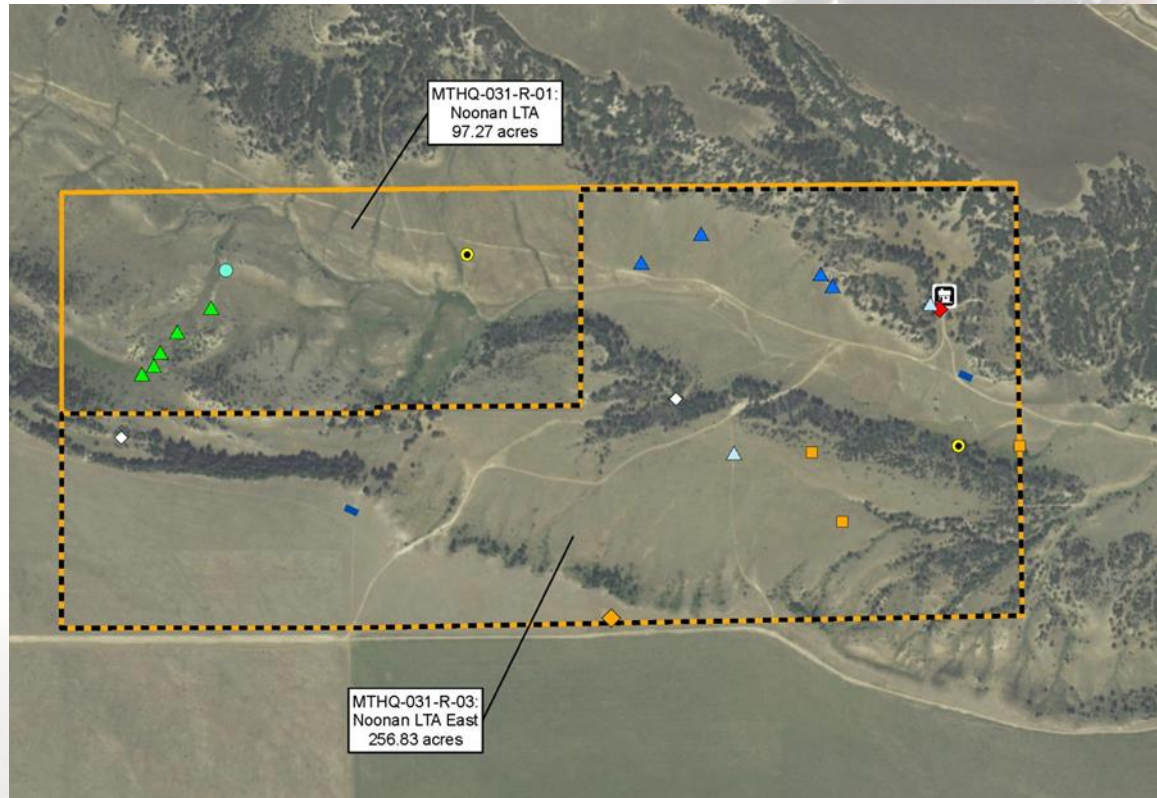 MTHQ-031-R-01:
Noonan LTA
97.27 acres
MTHQ-031-R-03:
Noonan LTA East
256.83 acres